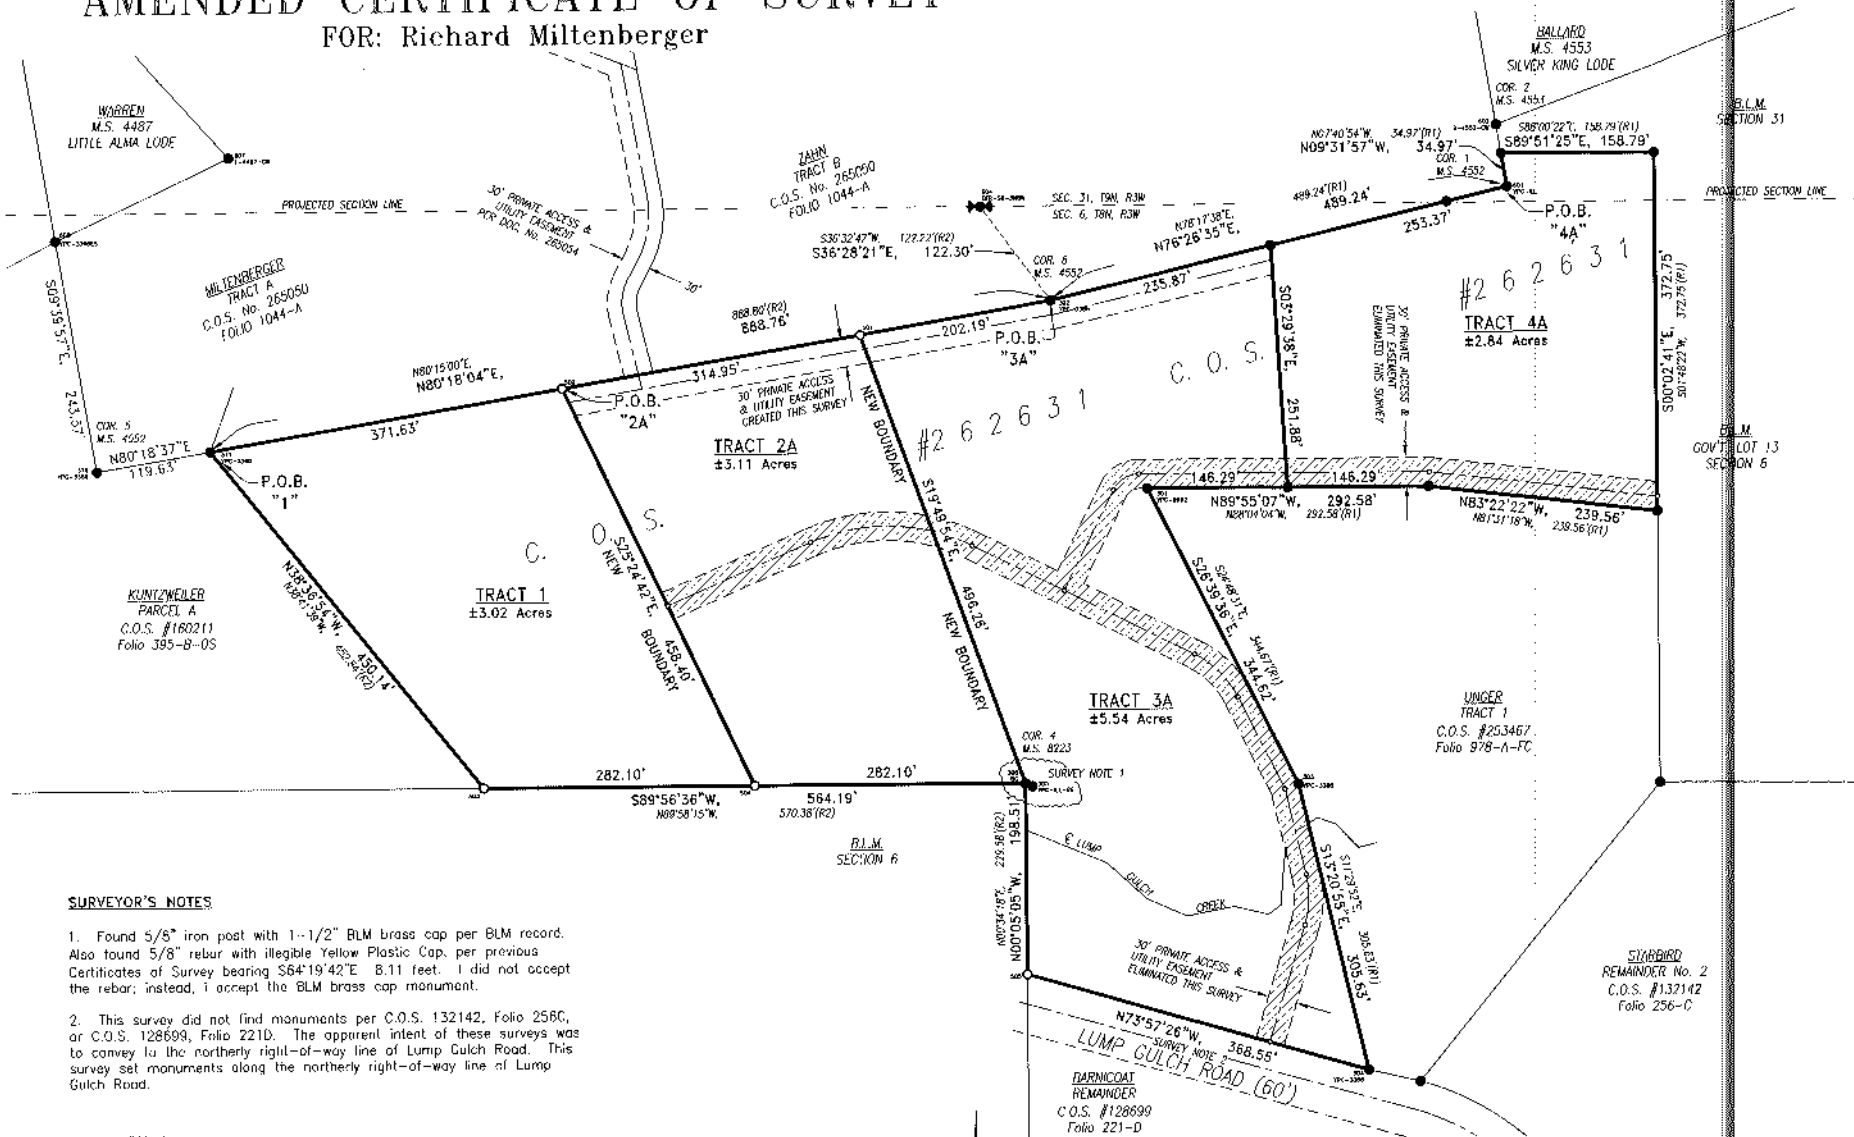 AMENDED CERTIFICATE OF SURVEY
FOR: Richard Miltenberger
WARREN
M.S. 4487
LITTLE ALMA LODE
PROJECTED SECTION LINE
30' PRIVATE ACCESS &
UTILITY EASEMENT
PER DOC. No. 265054
30'
ZAHN
TRACT B
C.O.S. No. 265050
FOLIO 1044-A
SEC. 31, T9N, R3W
SEC. 6, T8N, R3W
S36°32'47"W, 122.22'(R2)
S36°28'21"E, 122.30'
COR. 6
M.S. 4552
BALLARD
M.S. 4553
SILVER KING LODE
COR. 2
M.S. 4553
B.L.M.
SECTION 31
N07°40'54"W, 34.97'(R1)
N09°31'57"W, 34.97'
COR. 1
M.S. 4552
S88°00'22"E, 158.79'(R1)
S89°51'25"E, 158.79'
PROJECTED SECTION LINE
P.O.B.
"4A"
489.24'(R1)
489.24'
253.37'
N78°17'38"E,
N76°26'35"E,
235.87'
MILTENBERGER
TRACT A
C.O.S. No. 265050
FOLIO 1044-A
S09°39'57"E, 243.57'
888.80'(R2)
888.76'
202.19'
P.O.B.
"3A"
N80°15'00"E,
N80°18'04"E,
371.63'
314.95'
P.O.B.
"2A"
30' PRIVATE ACCESS
& UTILITY EASEMENT
CREATED THIS SURVEY
COR. 5
M.S. 4552
N80°18'37"E
119.63'
P.O.B.
"1"
#262631
TRACT 4A
±2.84 Acres
S00°02'41"E, 372.75'
S01°48'22"W, 372.75'(R1)
30' PRIVATE ACCESS &
UTILITY EASEMENT
ELIMINATED THIS SURVEY
S03°29'38"E, 251.88'
C. O. S.
#262631
TRACT 2A
±3.11 Acres
NEW BOUNDARY
S19°49'54"E, 496.26'
NEW BOUNDARY
B.L.M.
GOV'T LOT 13
SECTION 6
146.29'
146.29'
N89°55'07"W, 292.58'
N88°04'04"W, 292.58'(R1)
N83°22'22"W, 239.56'
N81°31'18"W, 239.56'(R1)
C. O. S.
S25°24'42"E, 458.40'
NEW BOUNDARY
TRACT 1
±3.02 Acres
KUNTZWEILER
PARCEL A
C.O.S. #160211
Folio 395-B-OS
N38°36'54"W, 450.14'
N38°41'39"W, 452.84'(R2)
S24°48'31"E, 344.67'(R1)
S26°39'36"E, 344.62'
TRACT 3A
±5.54 Acres
UNGER
TRACT 1
C.O.S. #253467
Folio 978-A-FC
COR. 4
M.S. 8223
SURVEY NOTE 1
282.10'
282.10'
S89°56'36"W, 564.19'
N89°58'15"W, 570.38'(R2)
B.L.M.
SECTION 6
N00°34'18"E, 229.58'(R2)
N00°05'05"W, 198.51'
℄ LUMP
GULCH
CREEK
S11°29'52"E, 305.83'(R1)
S13°20'55"E, 305.63'
30' PRIVATE ACCESS &
UTILITY EASEMENT
ELIMINATED THIS SURVEY
N73°57'26"W, 368.55'
SURVEY NOTE 2
LUMP GULCH ROAD (60')
BARNICOAT
REMAINDER
C.O.S. #128699
Folio 221-D
STARBIRD
REMAINDER No. 2
C.O.S. #132142
Folio 256-C
SURVEYOR'S NOTES
1. Found 5/8" iron post with 1-1/2" BLM brass cap per BLM record.
Also found 5/8" rebar with illegible Yellow Plastic Cap, per previous
Certificates of Survey bearing S64°19'42"E 8.11 feet. I did not accept
the rebar; instead, i accept the BLM brass cap monument.
2. This survey did not find monuments per C.O.S. 132142, Folio 256C,
or C.O.S. 128699, Folio 221D. The apparent intent of these surveys was
to convey to the northerly right-of-way line of Lump Gulch Road. This
survey set monuments along the northerly right-of-way line of Lump
Gulch Road.